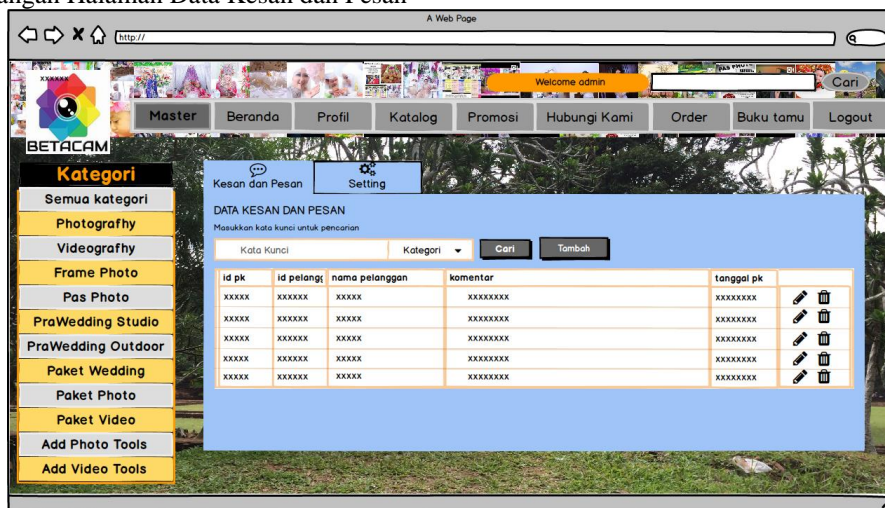 angan Halaman Data Kesan dan Pesan
A Web Page
http://
xxxxxx
Welcome admin
Cari
BETACAM
Master Beranda Profil Katalog Promosi Hubungi Kami Order Buku tamu Logout
Kategori
Semua kategori
Photografhy
Videografhy
Frame Photo
Pas Photo
PraWedding Studio
PraWedding Outdoor
Paket Wedding
Paket Photo
Paket Video
Add Photo Tools
Add Video Tools
Kesan dan Pesan Setting
DATA KESAN DAN PESAN
Masukkan kata kunci untuk pencarian
Kata Kunci Kategori Cari Tambah
id pk id pelangg nama pelanggan komentar tanggal pk
xxxxx xxxxxx xxxxx xxxxxxxx xxxxxxxx
xxxxx xxxxxx xxxxx xxxxxxxx xxxxxxxx
xxxxx xxxxxx xxxxx xxxxxxxx xxxxxxxx
xxxxx xxxxxx xxxxx xxxxxxxx xxxxxxxx
xxxxx xxxxxx xxxxx xxxxxxxx xxxxxxxx